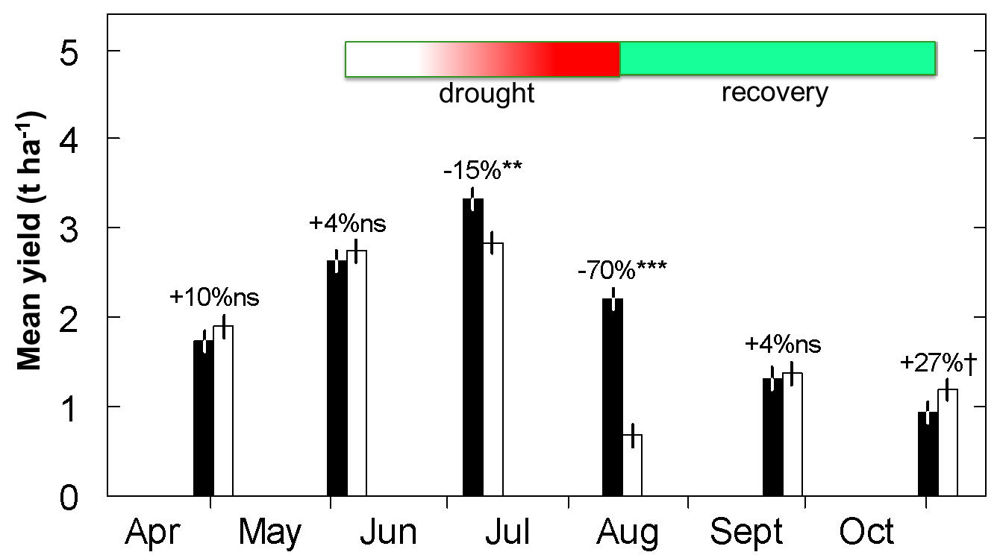 Mean yield (t ha⁻¹)
5
4
3
2
1
0
drought
recovery
+10%ns
+4%ns
-15%**
-70%***
+4%ns
+27%†
Apr May Jun Jul Aug Sept Oct